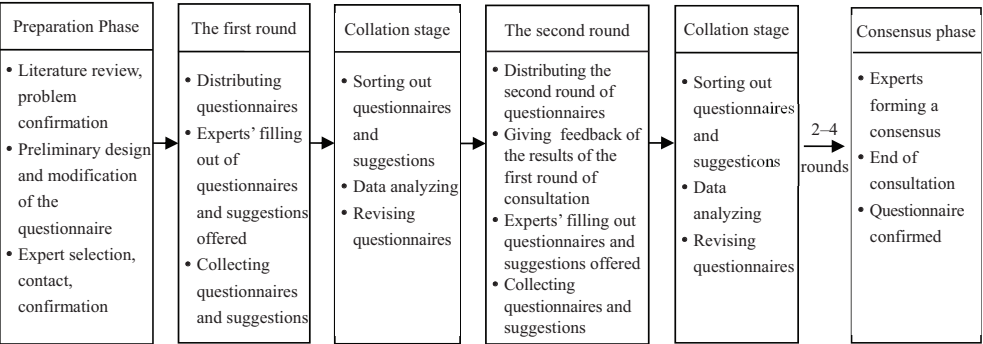 Preparation Phase
• Literature review,
problem
confirmation
• Preliminary design
and modification
of the
questionnaire
• Expert selection,
contact,
confirmation
The first round
• Distributing
questionnaires
• Experts’ filling
out of
questionnaires
and suggestions
offered
• Collecting
questionnaires
and suggestions
Collation stage
• Sorting out
questionnaires
and
suggestions
• Data analyzing
• Revising
questionnaires
The second round
• Distributing the
second round of
questionnaires
• Giving feedback of
the results of the
first round of
consultation
• Experts’ filling out
questionnaires and
suggestions offered
• Collecting
questionnaires and
suggestions
Collation stage
• Sorting out
questionnaires
and
suggesticons
• Data
analyzing
• Revising
questionnaires
2–4
rounds
Consensus phase
• Experts
forming a
consensus
• End of
consultation
• Questionnaire
confirmed